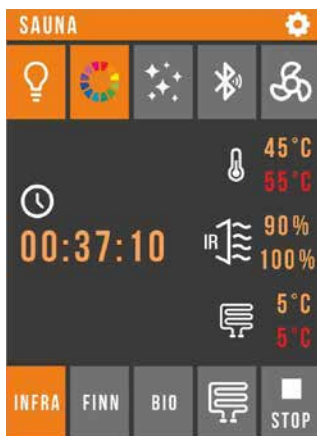 SAUNA
45°C
55°C
00:37:10
IR
90%
100%
5°C
5°C
INFRA
FINN
BIO
STOP